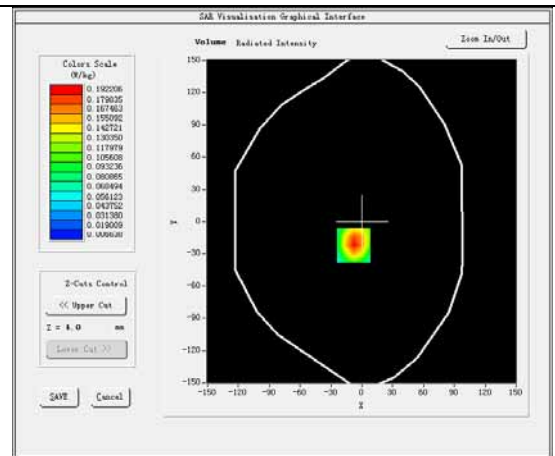 SAR Visualisation Graphical Interface
Volume Radiated Intensity
Zoom In/Out
Colors Scale
(W/kg)
0.192206
0.179835
0.167463
0.155092
0.142721
0.130350
0.117979
0.105608
0.093236
0.080865
0.068494
0.056123
0.043752
0.031380
0.019009
0.006638
150
120
90
60
30
0
-30
-60
-90
-120
-150
Y
-150 -120 -90 -60 -30 0 30 60 90 120 150
X
Z-Cuts Control
<< Upper Cut
Z = 4.0 mm
Lower Cut >>
SAVE
Cancel